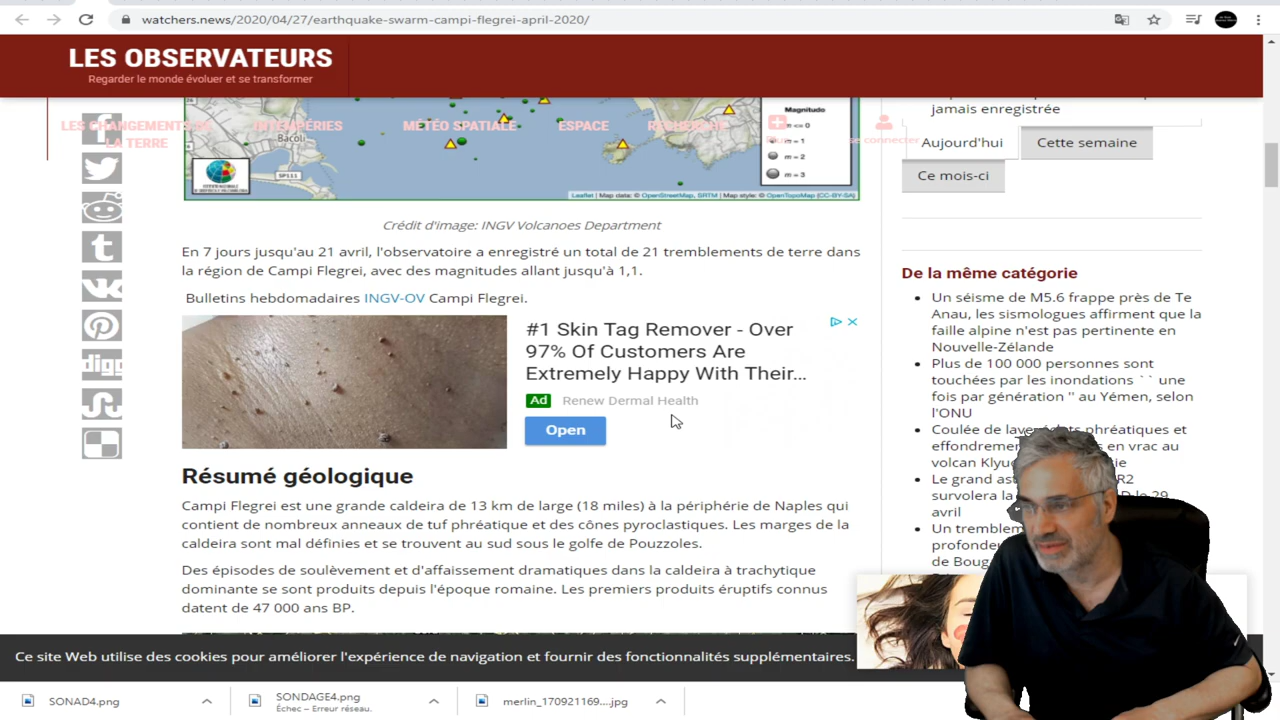 watchers.news/2020/04/27/earthquake-swarm-campi-flegrei-april-2020/
LES OBSERVATEURS
Regarder le monde évoluer et se transformer
LES CHANGEMENTS
LA TERRE
MÉTÉO SPATIALE
ESPACE
connecter
Bacoli
SP111
Magnitudo
m <= 0
m = 1
m = 2
m = 3
Leaflet | Map data: © OpenStreetMap, SRTM | Map style: © OpenTopoMap (CC-BY-SA)
Crédit d'image: INGV Volcanoes Department
En 7 jours jusqu'au 21 avril, l'observatoire a enregistré un total de 21 tremblements de terre dans
la région de Campi Flegrei, avec des magnitudes allant jusqu'à 1,1.
Bulletins hebdomadaires INGV-OV Campi Flegrei.
#1 Skin Tag Remover - Over
97% Of Customers Are
Extremely Happy With Their...
Ad Renew Dermal Health
Open
Résumé géologique
Campi Flegrei est une grande caldeira de 13 km de large (18 miles) à la périphérie de Naples qui
contient de nombreux anneaux de tuf phréatique et des cônes pyroclastiques. Les marges de la
caldeira sont mal définies et se trouvent au sud sous le golfe de Pouzzoles.
Des épisodes de soulèvement et d'affaissement dramatiques dans la caldeira à trachytique
dominante se sont produits depuis l'époque romaine. Les premiers produits éruptifs connus
datent de 47 000 ans BP.
jamais enregistrée
Aujourd'hui
Cette semaine
Ce mois-ci
De la même catégorie
Un séisme de M5.6 frappe près de Te
Anau, les sismologues affirment que la
faille alpine n'est pas pertinente en
Nouvelle-Zélande
Plus de 100 000 personnes sont
touchées par les inondations `` une
fois par génération '' au Yémen, selon
l'ONU
Coulée de lave, phréatiques et
effondrement en vrac au
volcan
Le grand R2
survolera la le 29
avril
Un
de
Ce site Web utilise des cookies pour améliorer l'expérience de navigation et fournir des fonctionnalités supplémentaires.
SONAD4.png
SONDAGE4.png
Échec – Erreur réseau.
merlin_170921169....jpg
digg